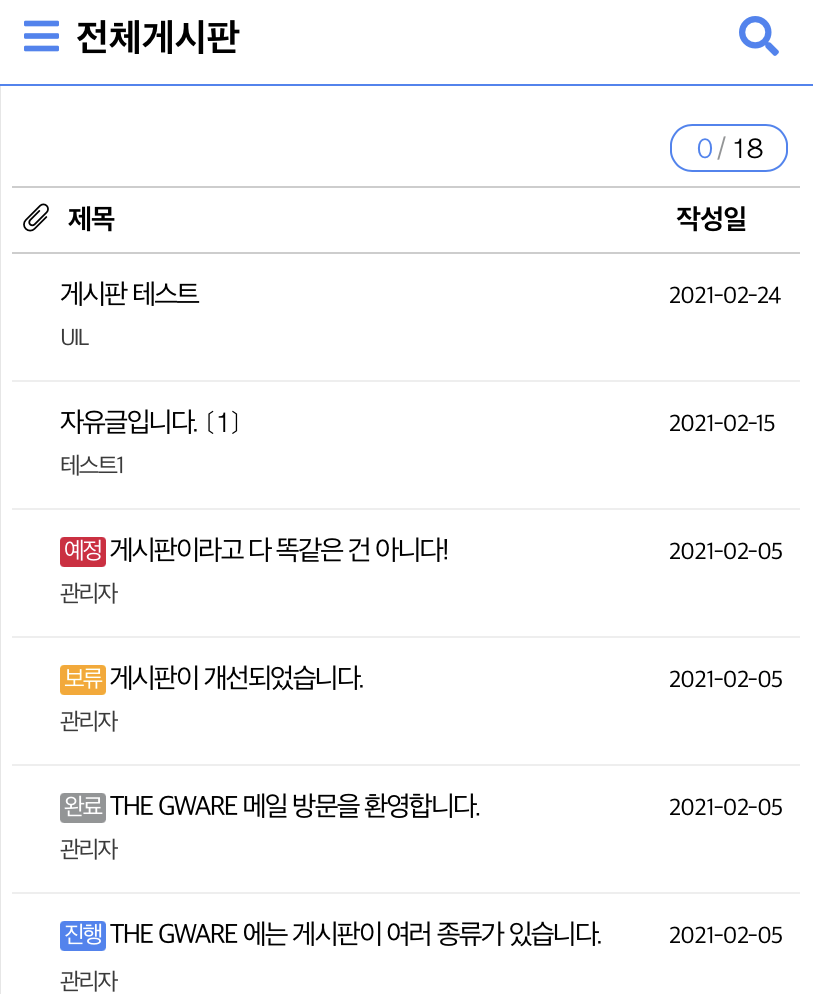 전체게시판
0 / 18
제목 작성일
게시판 테스트 2021-02-24
UIL
자유글입니다. [1] 2021-02-15
테스트1
예정 게시판이라고 다 똑같은 건 아니다! 2021-02-05
관리자
보류 게시판이 개선되었습니다. 2021-02-05
관리자
완료 THE GWARE 메일 방문을 환영합니다. 2021-02-05
관리자
진행 THE GWARE 에는 게시판이 여러 종류가 있습니다. 2021-02-05
관리자